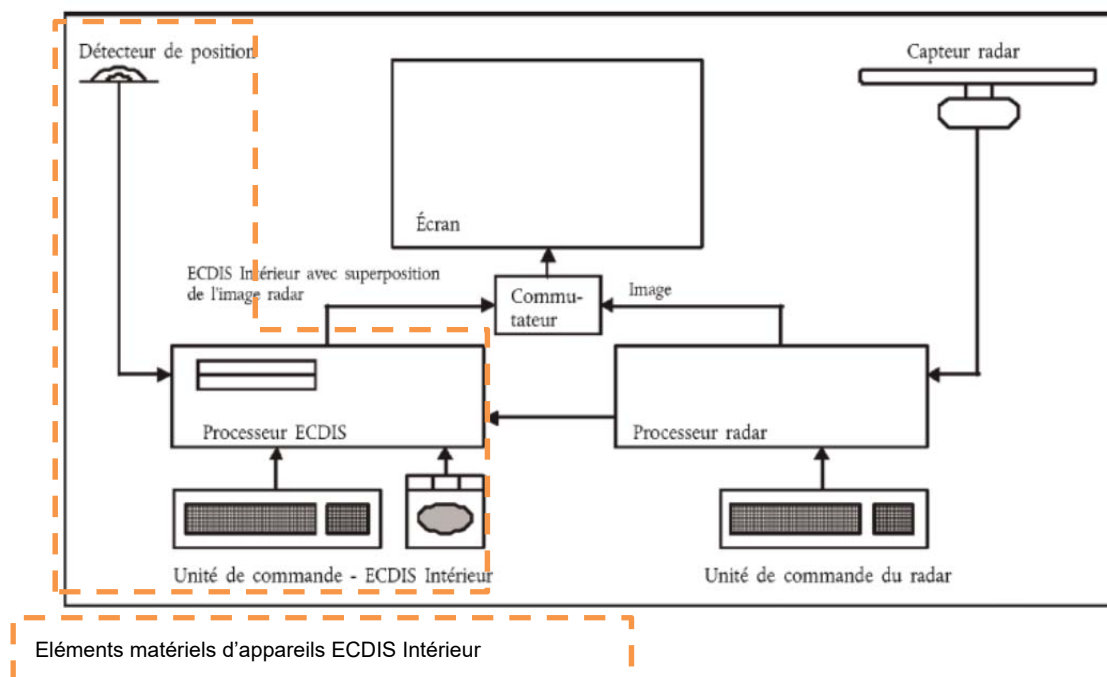 Détecteur de position
Capteur radar
Écran
ECDIS Intérieur avec superposition
de l'image radar
Commu-
tateur
Image
Processeur ECDIS
Processeur radar
Unité de commande - ECDIS Intérieur
Unité de commande du radar
Eléments matériels d’appareils ECDIS Intérieur